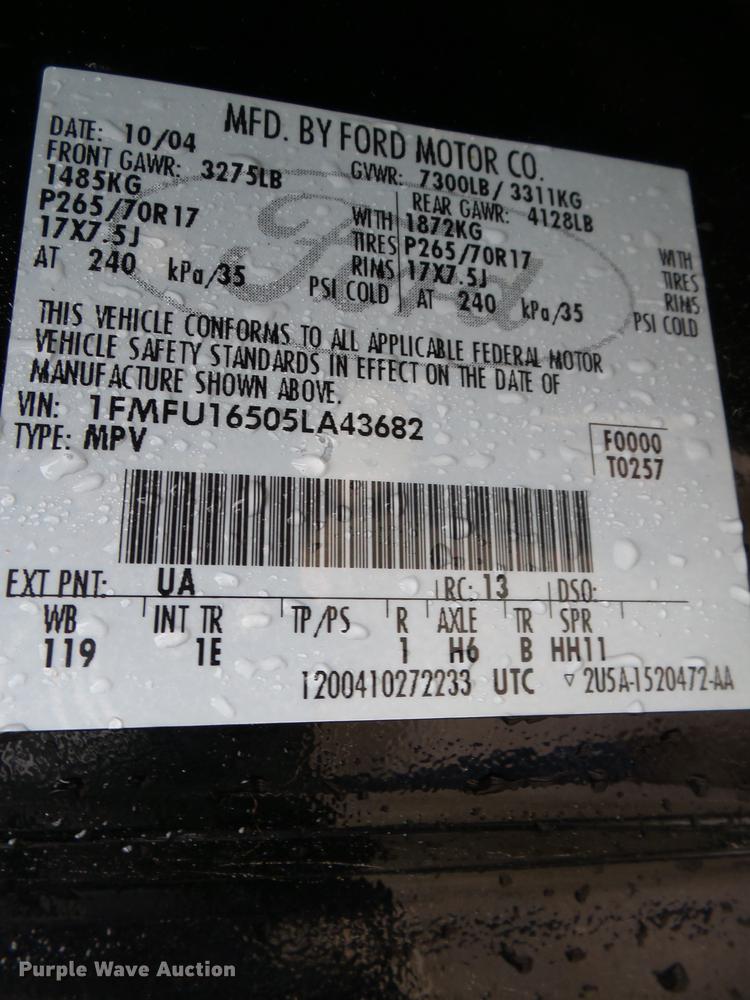 MFD. BY FORD MOTOR CO.
DATE: 10/04 GVWR: 7300LB/ 3311KG
FRONT GAWR: 3275LB REAR GAWR: 4128LB
1485KG WITH 1872KG WITH
P265/70R17 TIRES P265/70R17 TIRES
17X7.5J RIMS 17X7.5J RIMS
AT 240 kPa/35 PSI COLD AT 240 kPa/35 PSI COLD
Ford
THIS VEHICLE CONFORMS TO ALL APPLICABLE FEDERAL MOTOR
VEHICLE SAFETY STANDARDS IN EFFECT ON THE DATE OF
MANUFACTURE SHOWN ABOVE.
VIN: 1FMFU16505LA43682
TYPE: MPV
F0000
T0257
EXT PNT: UA RC: 13 DSO:
WB INT TR TP/PS R AXLE TR SPR
119 1E 1 H6 B HH11
1200410272233 UTC ▽ 2U5A-1520472-AA
Purple Wave Auction